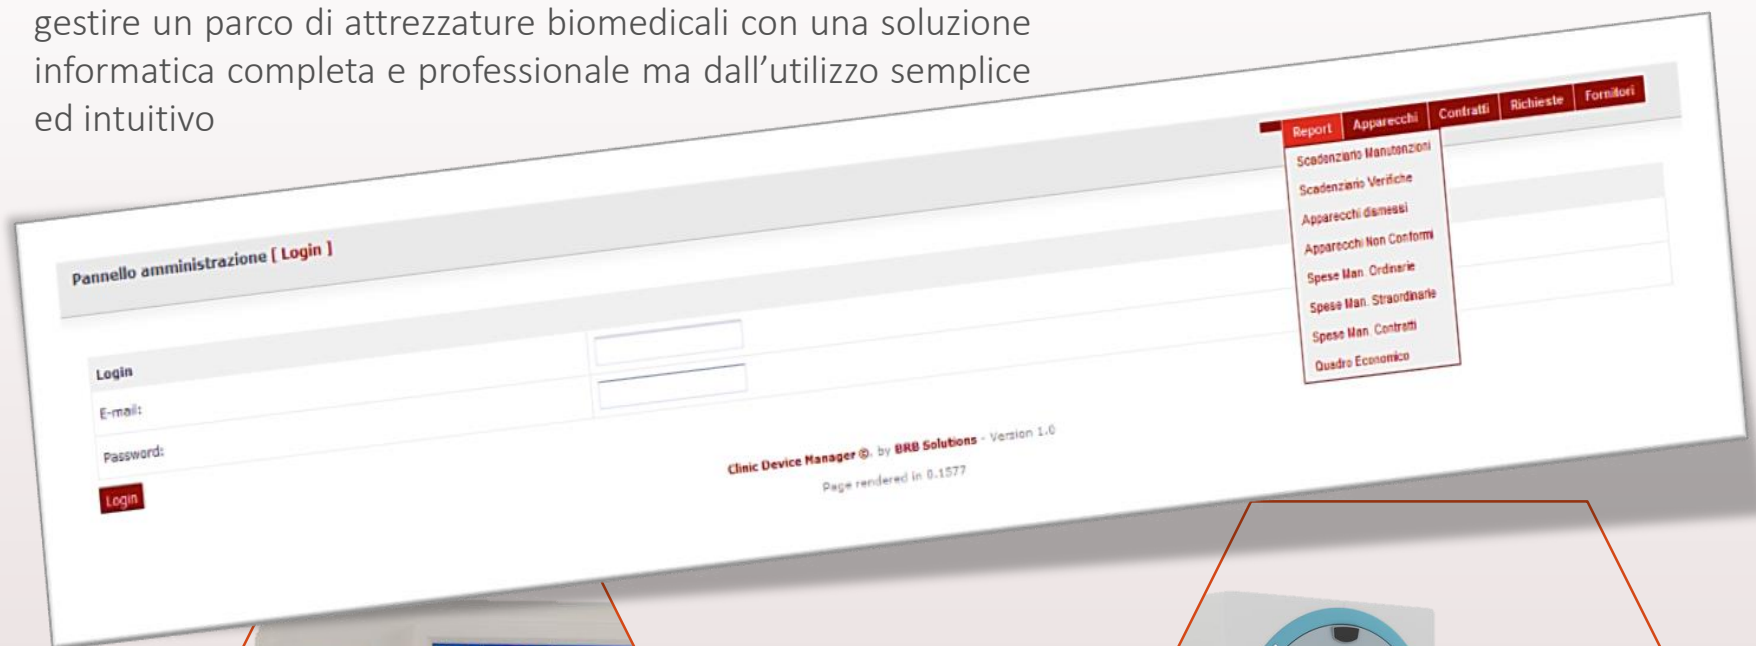 gestire un parco di attrezzature biomedicali con una soluzione
informatica completa e professionale ma dall’utilizzo semplice
ed intuitivo
Report Apparecchi Contratti Richieste Fornitori
Scadenziario Manutenzioni
Scadenziario Verifiche
Apparecchi dismessi
Apparecchi Non Conformi
Spese Man. Ordinarie
Spese Man. Straordinarie
Spese Man. Contratti
Quadro Economico
Pannello amministrazione [ Login ]
Login
E-mail:
Password:
Login
Clinic Device Manager ©. by BRB Solutions - Version 1.0
Page rendered in 0.1577